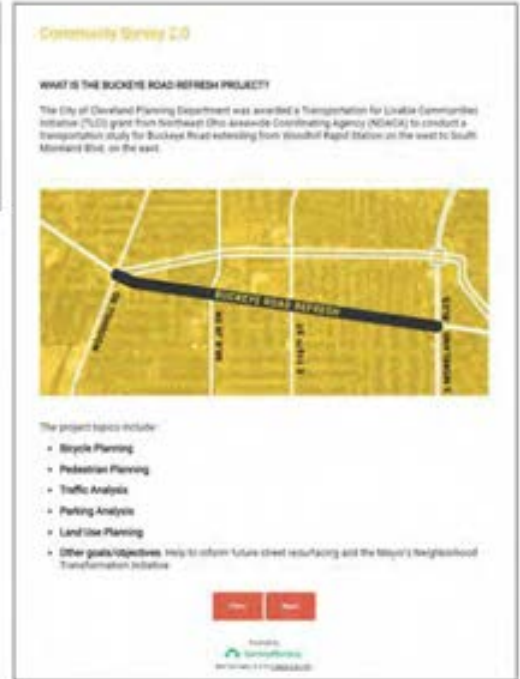 Community Survey 2.0
WHAT IS THE BUCKEYE ROAD REFRESH PROJECT?
The City of Cleveland Planning Department was awarded a Transportation for Livable Communities
Initiative (TLCI) grant from Northeast Ohio areawide Coordinating Agency (NOACA) to conduct a
transportation study for Buckeye Road extending from Woodhill Rapid Station on the west to South
Moreland Blvd. on the east.
BUCKEYE ROAD REFRESH
The project topics include:
• Bicycle Planning
• Pedestrian Planning
• Traffic Analysis
• Parking Analysis
• Land Use Planning
• Other goals/objectives: Help to inform future street resurfacing and the Mayor's Neighborhood
Transformation Initiative
Prev Next
Powered by
SurveyMonkey